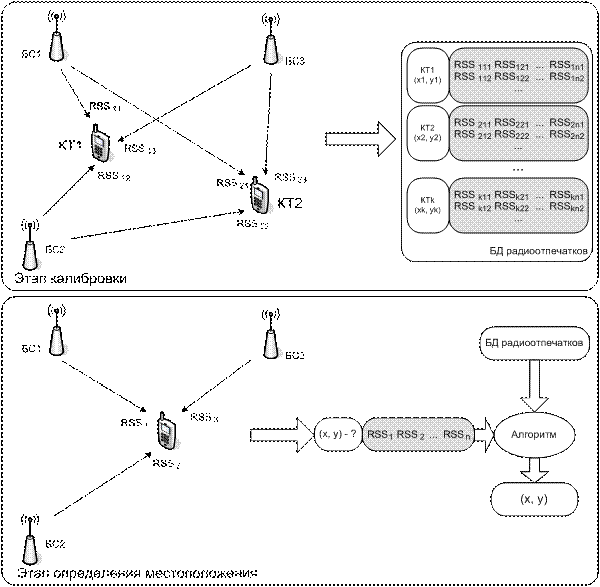 БС1
БС3
RSS 11
КТ1
RSS 13
RSS 12
RSS 21
RSS 23
КТ2
RSS 22
БС2
Этап калибровки
КТ1
(x1, y1)
RSS 111 RSS121 ... RSS1n1
RSS 112 RSS122 ... RSS1n2
...
КТ2
(x2, y2)
RSS 211 RSS221 ... RSS2n1
RSS 212 RSS222 ... RSS2n2
...
...
КТk
(xk, yk)
RSS k11 RSSk21 ... RSSkn1
RSS k12 RSSk22 ... RSSkn2
...
БД радиоотпечатков
БС1
БС3
RSS 1
RSS 3
RSS 2
БС2
Этап определения местоположения
(x, y) - ?
RSS1 RSS 2 ... RSSn
БД радиоотпечатков
Алгоритм
(x, y)